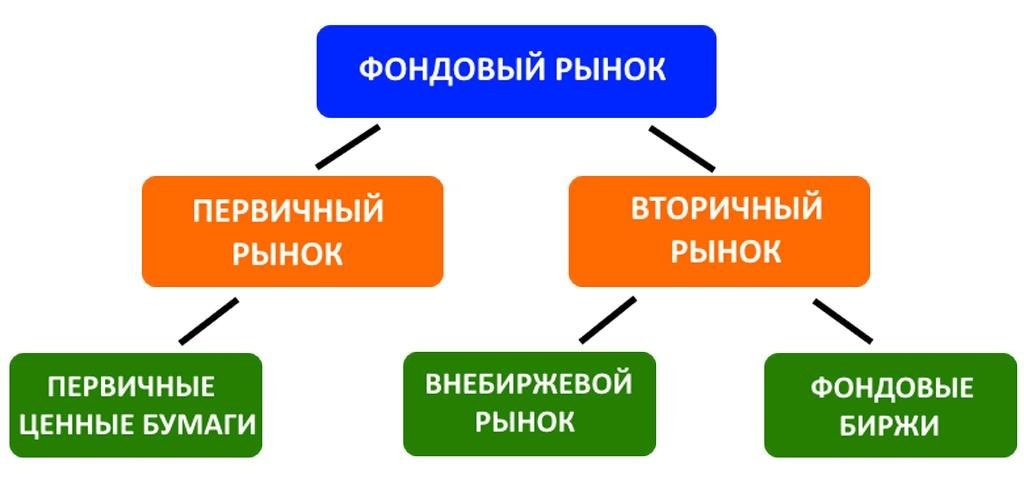 ФОНДОВЫЙ РЫНОК
ПЕРВИЧНЫЙ
РЫНОК
ВТОРИЧНЫЙ
РЫНОК
ПЕРВИЧНЫЕ
ЦЕННЫЕ БУМАГИ
ВНЕБИРЖЕВОЙ
РЫНОК
ФОНДОВЫЕ
БИРЖИ